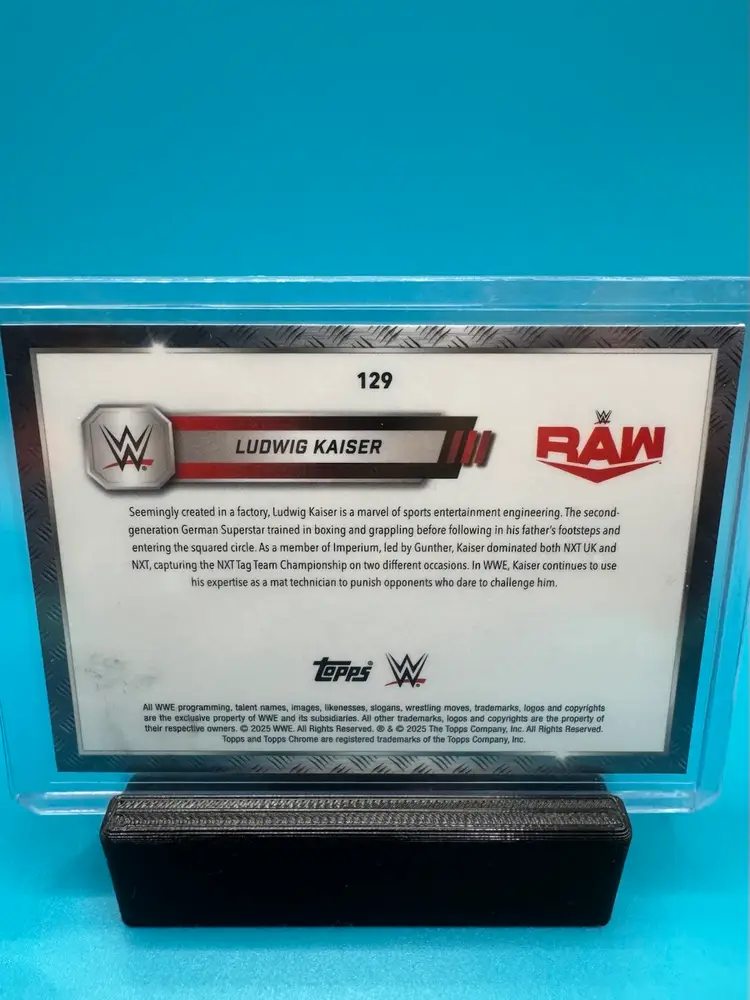 129
W
LUDWIG KAISER
W
RAW
Seemingly created in a factory, Ludwig Kaiser is a marvel of sports entertainment engineering. The second-
generation German Superstar trained in boxing and grappling before following in his father's footsteps and
entering the squared circle. As a member of Imperium, led by Gunther, Kaiser dominated both NXT UK and
NXT, capturing the NXT Tag Team Championship on two different occasions. In WWE, Kaiser continues to use
his expertise as a mat technician to punish opponents who dare to challenge him.
topps® W
All WWE programming, talent names, images, likenesses, slogans, wrestling moves, trademarks, logos and copyrights
are the exclusive property of WWE and its subsidiaries. All other trademarks, logos and copyrights are the property of
their respective owners. © 2025 WWE. All Rights Reserved. ® & © 2025 The Topps Company, Inc. All Rights Reserved.
Topps and Topps Chrome are registered trademarks of the Topps Company, Inc.